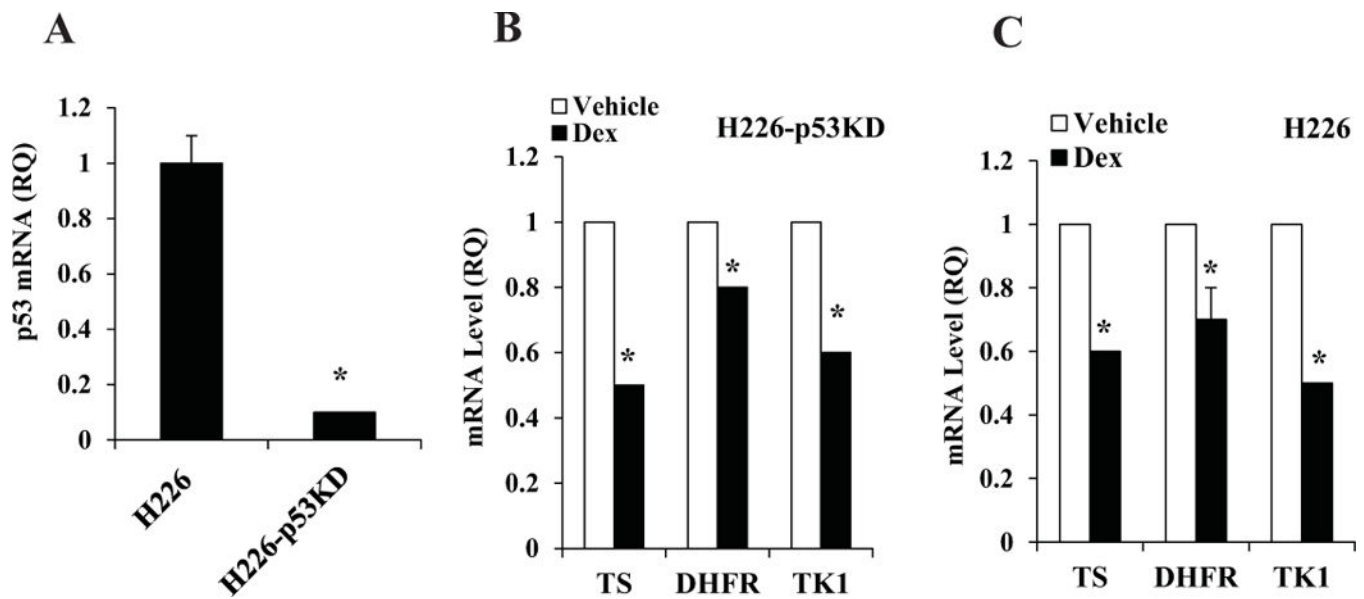 A
p53 mRNA (RQ)
1.2
1
0.8
0.6
0.4
0.2
0
*
H226
H226-p53KD
B
Vehicle
Dex
H226-p53KD
mRNA Level (RQ)
1.2
1
0.8
0.6
0.4
0.2
0
*
*
*
TS DHFR TK1
C
Vehicle
Dex
H226
mRNA Level (RQ)
1.2
1
0.8
0.6
0.4
0.2
0
*
*
*
TS DHFR TK1